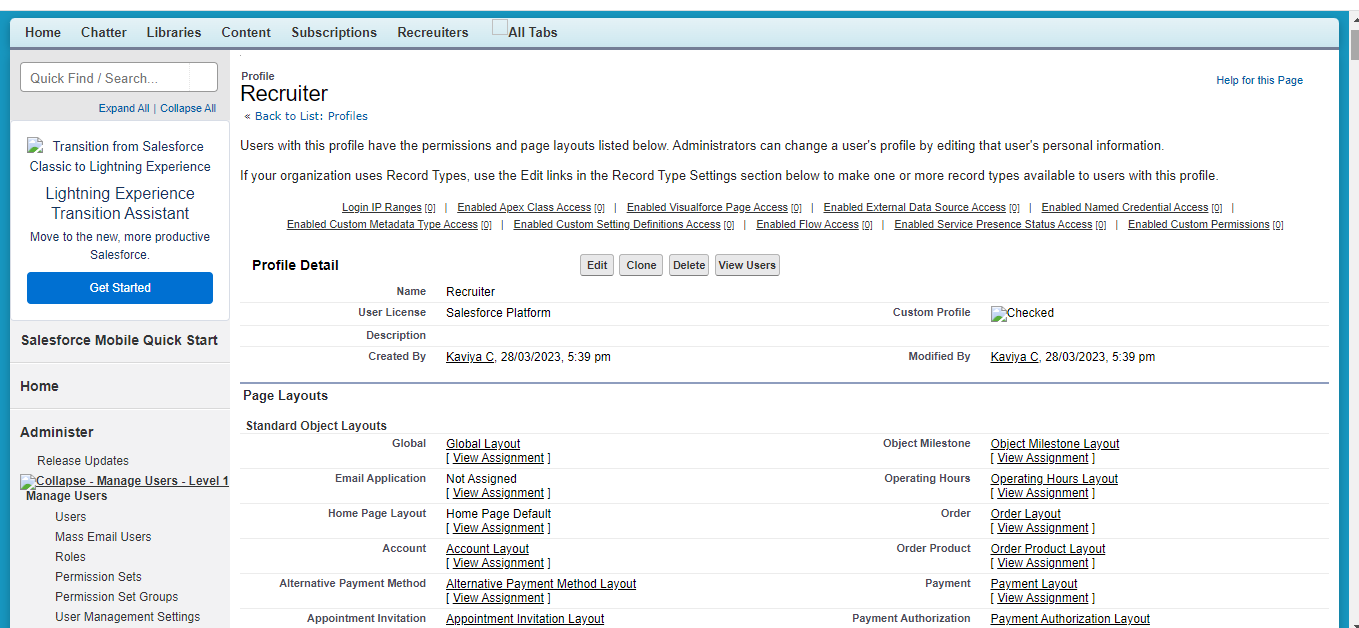 Home Chatter Libraries Content Subscriptions Recreuiters All Tabs
Quick Find / Search...
Expand All | Collapse All
Transition from Salesforce
Classic to Lightning Experience
Lightning Experience
Transition Assistant
Move to the new, more productive
Salesforce.
Get Started
Salesforce Mobile Quick Start
Home
Administer
Release Updates
Collapse - Manage Users - Level 1
Manage Users
Users
Mass Email Users
Roles
Permission Sets
Permission Set Groups
User Management Settings
Profile
Recruiter
« Back to List: Profiles
Help for this Page
Users with this profile have the permissions and page layouts listed below. Administrators can change a user's profile by editing that user's personal information.
If your organization uses Record Types, use the Edit links in the Record Type Settings section below to make one or more record types available to users with this profile.
Login IP Ranges [0] | Enabled Apex Class Access [0] | Enabled Visualforce Page Access [0] | Enabled External Data Source Access [0] | Enabled Named Credential Access [0] |
Enabled Custom Metadata Type Access [0] | Enabled Custom Setting Definitions Access [0] | Enabled Flow Access [0] | Enabled Service Presence Status Access [0] | Enabled Custom Permissions [0]
Profile Detail Edit Clone Delete View Users
Name Recruiter
User License Salesforce Platform Custom Profile Checked
Description
Created By Kaviya C, 28/03/2023, 5:39 pm Modified By Kaviya C, 28/03/2023, 5:39 pm
Page Layouts
Standard Object Layouts
Global Global Layout Object Milestone Object Milestone Layout
[ View Assignment ] [ View Assignment ]
Email Application Not Assigned Operating Hours Operating Hours Layout
[ View Assignment ] [ View Assignment ]
Home Page Layout Home Page Default Order Order Layout
[ View Assignment ] [ View Assignment ]
Account Account Layout Order Product Order Product Layout
[ View Assignment ] [ View Assignment ]
Alternative Payment Method Alternative Payment Method Layout Payment Payment Layout
[ View Assignment ] [ View Assignment ]
Appointment Invitation Appointment Invitation Layout Payment Authorization Payment Authorization Layout